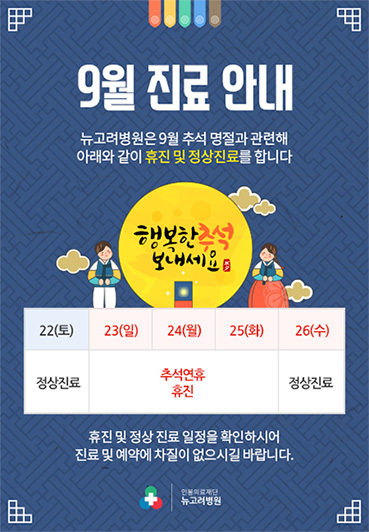 9월 진료 안내
뉴고려병원은 9월 추석 명절과 관련해
아래와 같이 휴진 및 정상진료를 합니다
행복한추석
보내세요
22(토) 23(일) 24(월) 25(화) 26(수)
정상진료 추석연휴 정상진료
휴진
휴진 및 정상 진료 일정을 확인하시어
진료 및 예약에 차질이 없으시길 바랍니다.
인봉의료재단
뉴고려병원